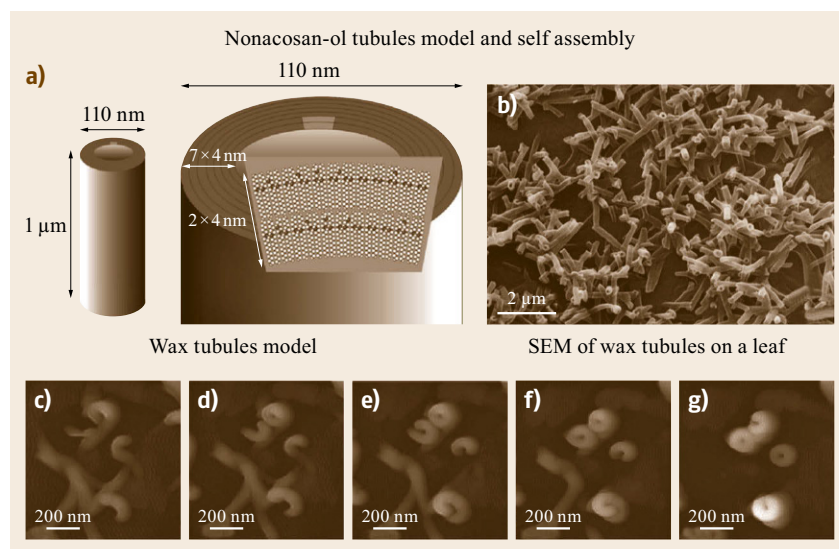 Nonacosan-ol tubules model and self assembly
a)
110 nm
110 nm
b)
7 × 4 nm
2 × 4 nm
1 µm
2 µm
Wax tubules model
SEM of wax tubules on a leaf
c)
d)
e)
f)
g)
200 nm
200 nm
200 nm
200 nm
200 nm